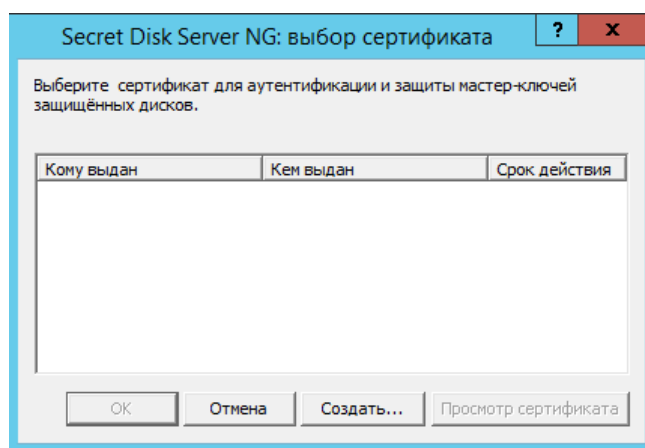 Secret Disk Server NG: выбор сертификата
? x
Выберите сертификат для аутентификации и защиты мастер-ключей
защищённых дисков.
Кому выдан Кем выдан Срок действия
OK Отмена Создать... Просмотр сертификата